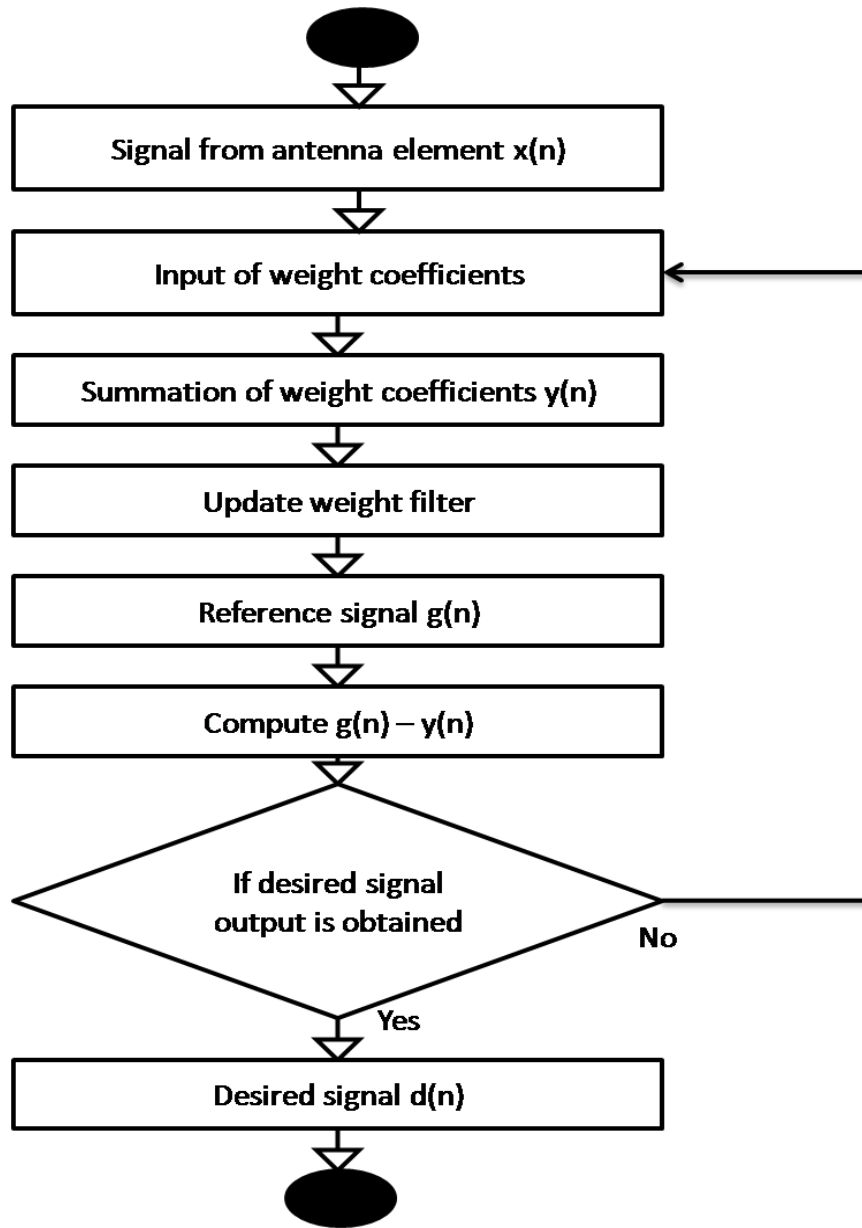 Signal from antenna element x(n)
Input of weight coefficients
Summation of weight coefficients y(n)
Update weight filter
Reference signal g(n)
Compute g(n) – y(n)
If desired signal
output is obtained
No
Yes
Desired signal d(n)